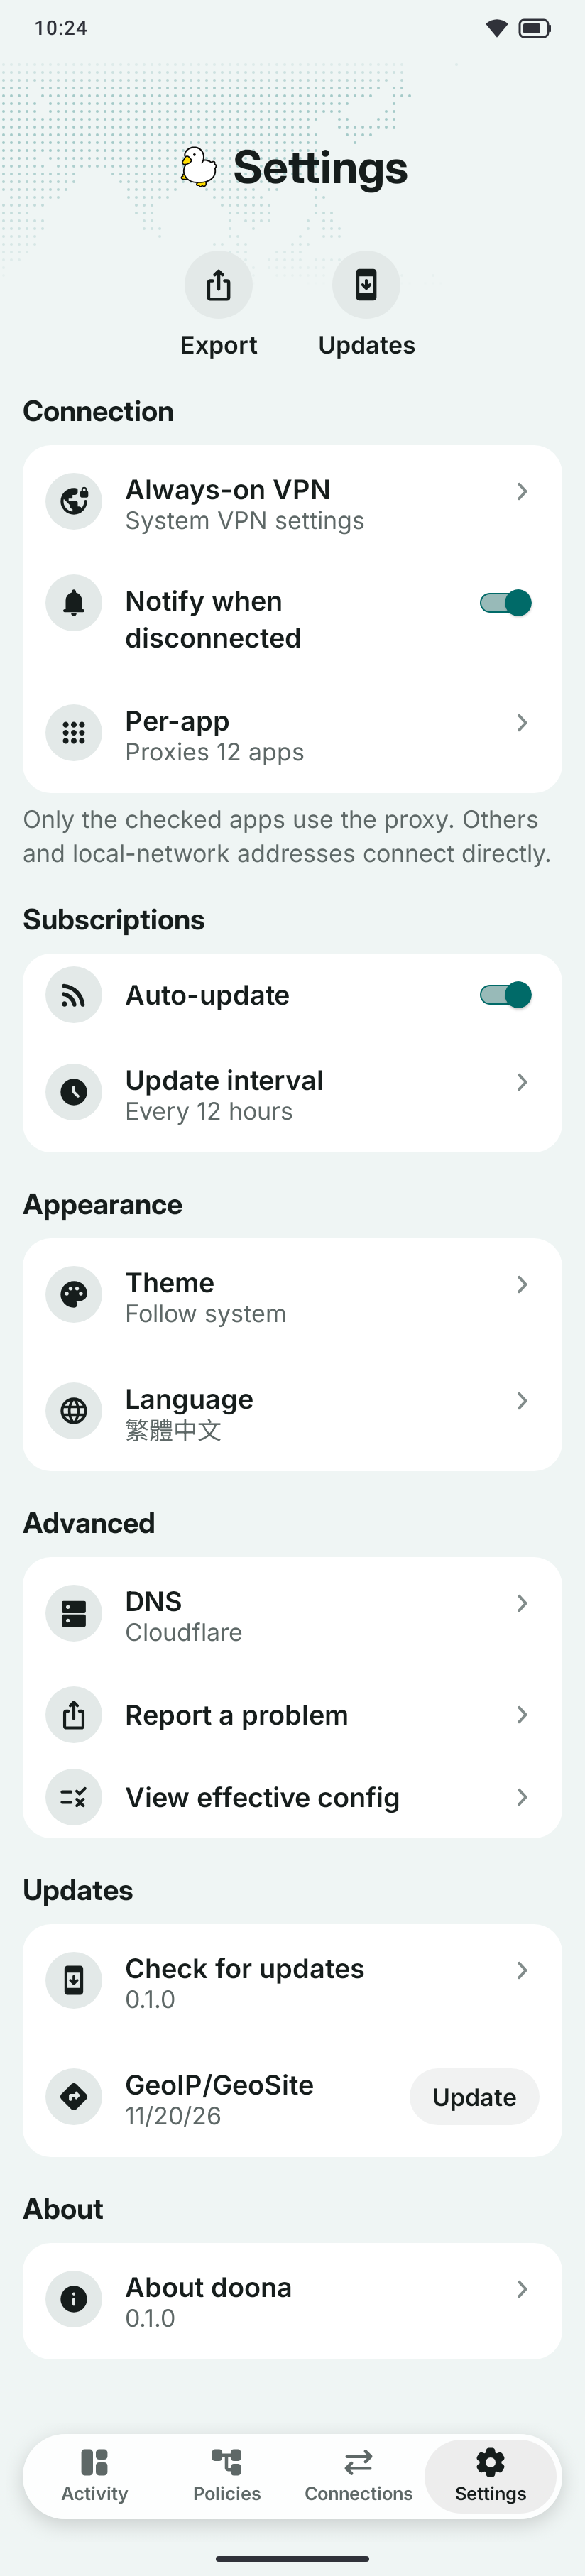 10:24
Settings
Export
Updates
Connection
Always-on VPN
System VPN settings
Notify when
disconnected
Per-app
Proxies 12 apps
Only the checked apps use the proxy. Others
and local-network addresses connect directly.
Subscriptions
Auto-update
Update interval
Every 12 hours
Appearance
Theme
Follow system
Language
繁體中文
Advanced
DNS
Cloudflare
Report a problem
View effective config
Updates
Check for updates
0.1.0
GeoIP/GeoSite
11/20/26
Update
About
About doona
0.1.0
Activity
Policies
Connections
Settings